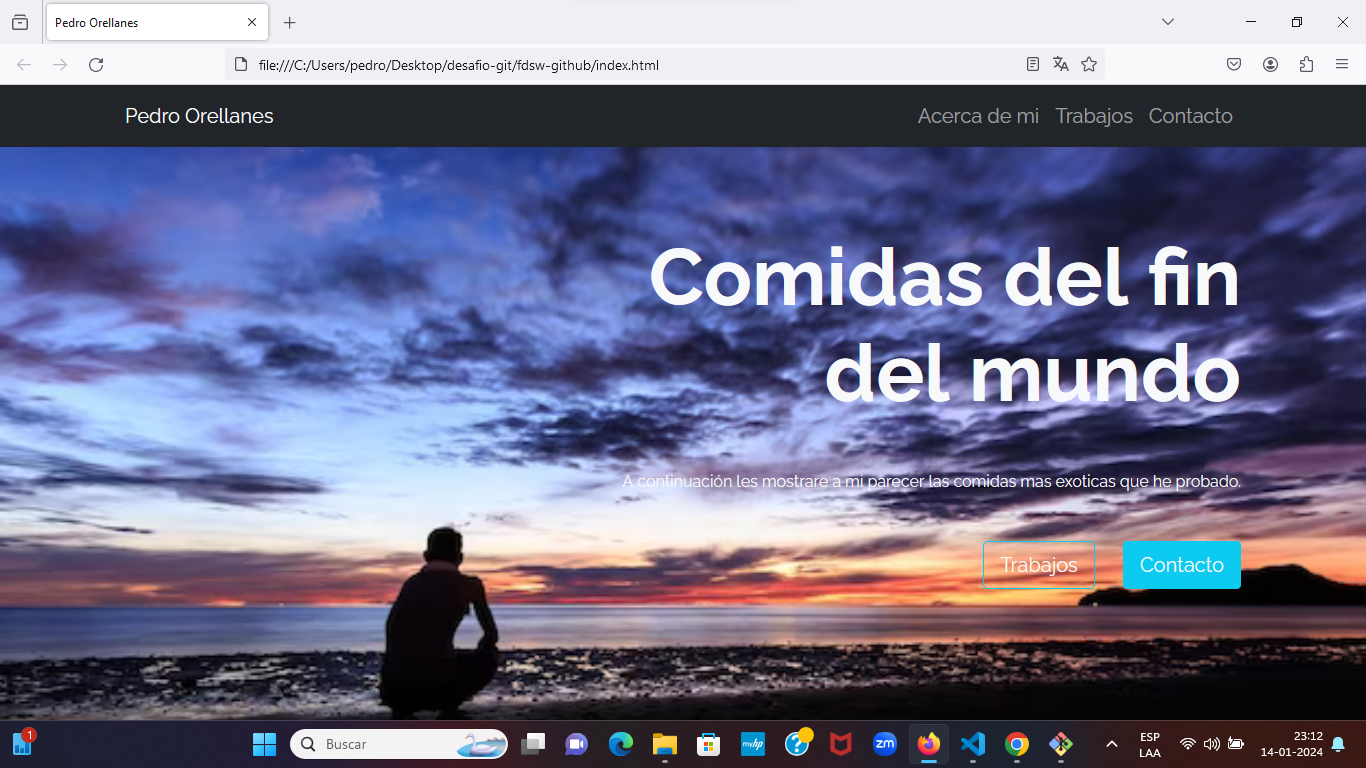 Pedro Orellanes
file:///C:/Users/pedro/Desktop/desafio-git/fdsw-github/index.html
Pedro Orellanes
Acerca de mi Trabajos Contacto
Comidas del fin
del mundo
A continuación les mostrare a mi parecer las comidas mas exoticas que he probado.
Trabajos Contacto
1
Buscar
myhp
zm
ESP
LAA
23:12
14-01-2024